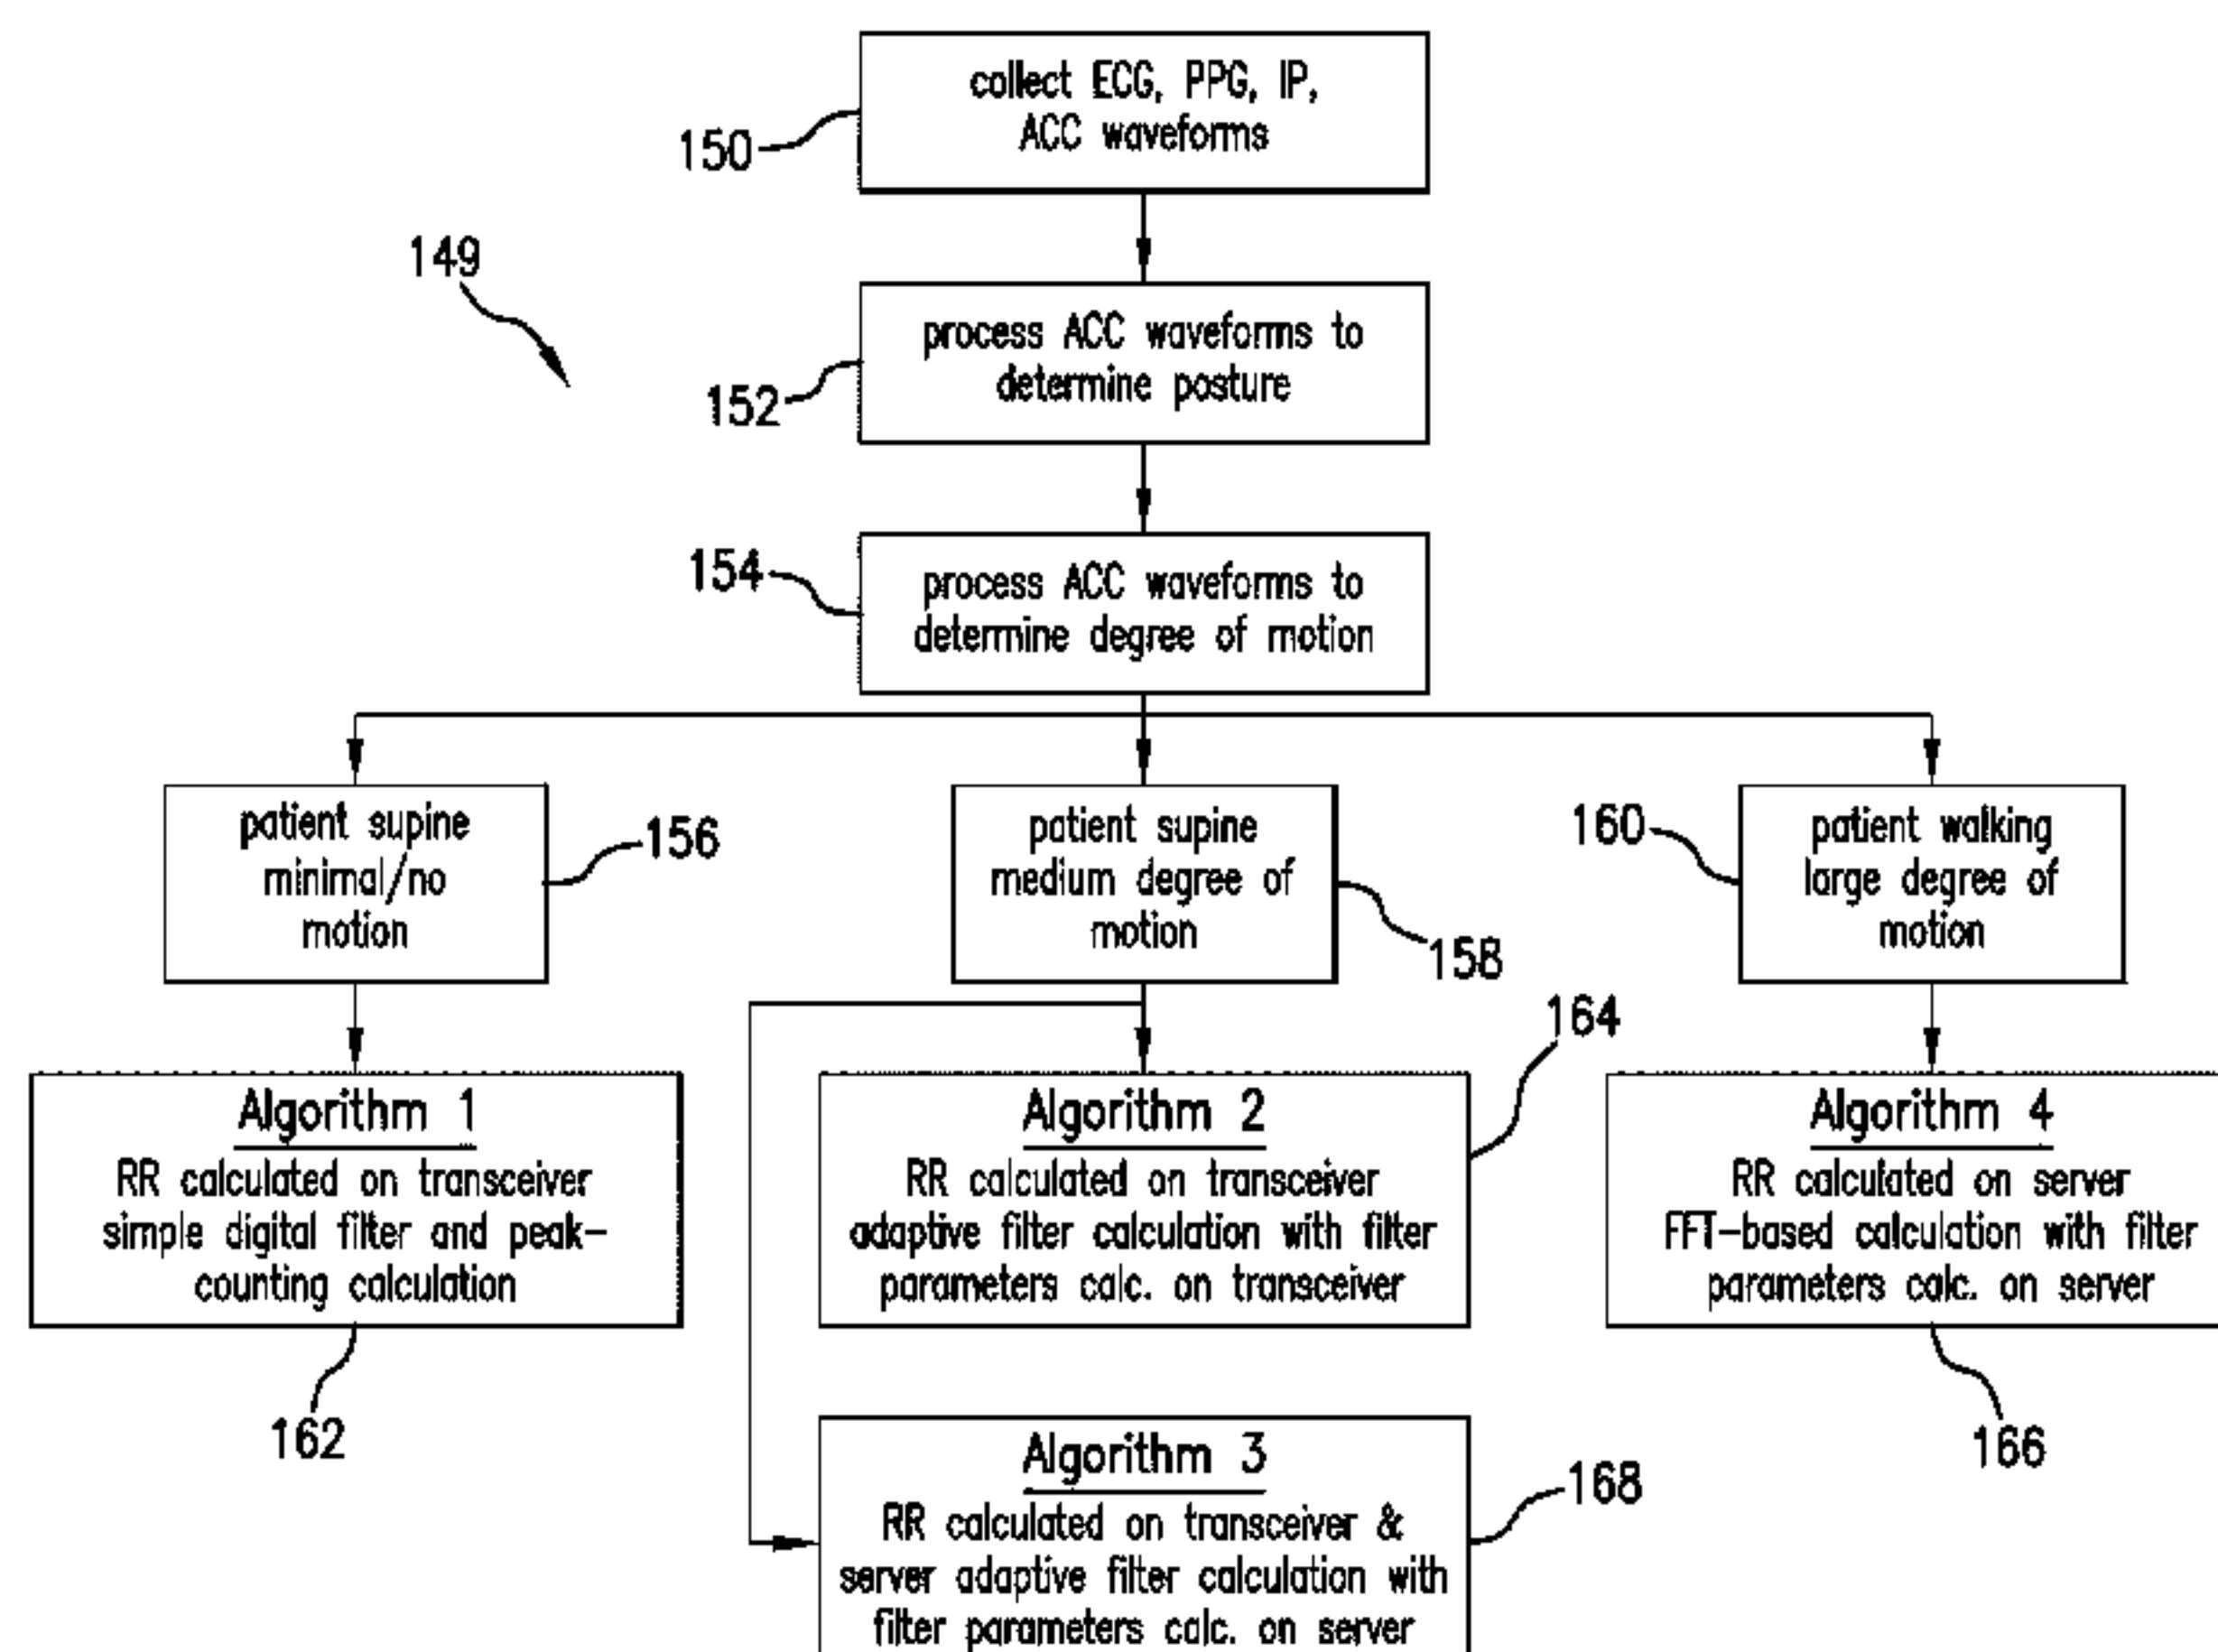 collect ECG, PPG, IP,
ACC waveforms
150
149
process ACC waveforms to
determine posture
152
154
process ACC waveforms to
determine degree of motion
patient supine
minimal/no
motion
156
patient supine
medium degree of
motion
158
160
patient walking
large degree of
motion
164
Algorithm 1
RR calculated on transceiver
simple digital filter and peak-
counting calculation
162
Algorithm 2
RR calculated on transceiver
adaptive filter calculation with filter
parameters calc. on transceiver
Algorithm 4
RR calculated on server
FFT-based calculation with filter
parameters calc. on server
166
Algorithm 3
RR calculated on transceiver &
server adaptive filter calculation with
filter parameters calc. on server
168